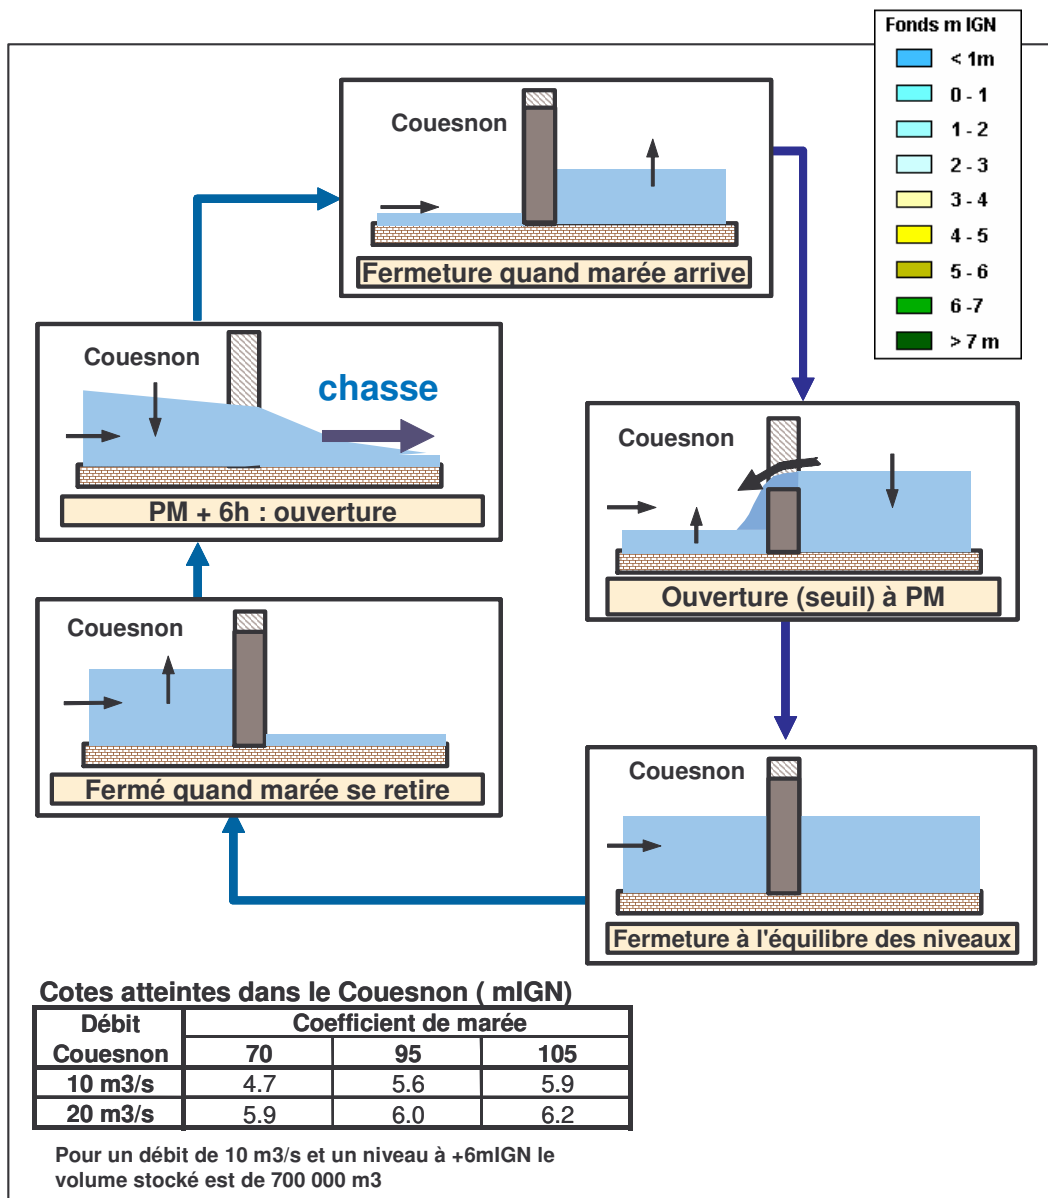 Fonds m IGN
< 1m
0 - 1
1 - 2
2 - 3
3 - 4
4 - 5
5 - 6
6 -7
> 7 m
Couesnon
Fermeture quand marée arrive
Couesnon
chasse
PM + 6h : ouverture
Couesnon
Ouverture (seuil) à PM
Couesnon
Fermé quand marée se retire
Couesnon
Fermeture à l'équilibre des niveaux
Cotes atteintes dans le Couesnon ( mIGN)
Débit Coefficient de marée
Couesnon 70 95 105
10 m3/s 4.7 5.6 5.9
20 m3/s 5.9 6.0 6.2
Pour un débit de 10 m3/s et un niveau à +6mIGN le
volume stocké est de 700 000 m3